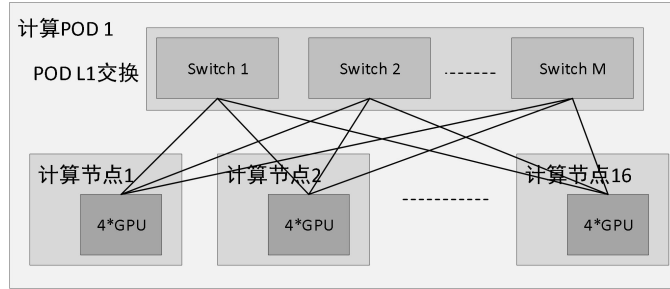 计算POD 1
POD L1交换
Switch 1
Switch 2
Switch M
计算节点1
计算节点2
计算节点16
4*GPU
4*GPU
4*GPU